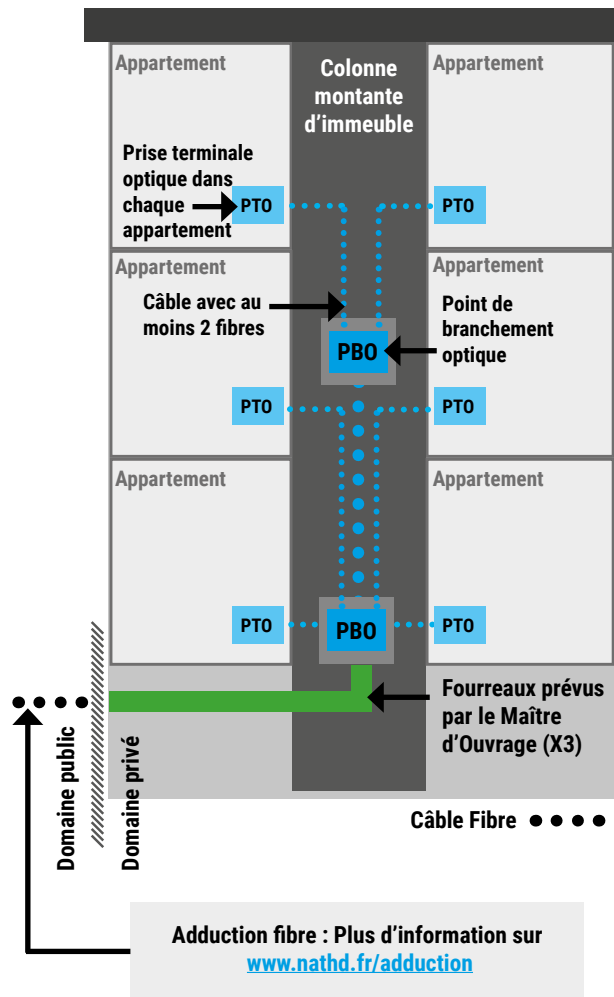 Appartement
Colonne
montante
d'immeuble
Appartement
Prise terminale
optique dans
chaque
appartement
PTO
PTO
Appartement
Appartement
Câble avec au
moins 2 fibres
Point de
branchement
optique
PBO
PTO
PTO
Appartement
Appartement
PTO
PBO
PTO
Fourreaux prévus
par le Maître
d'Ouvrage (X3)
Domaine public
Domaine privé
Câble Fibre
Adduction fibre : Plus d'information sur
www.nathd.fr/adduction